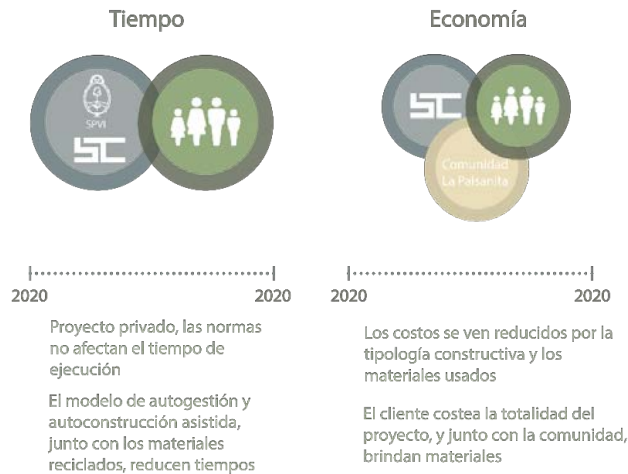 Tiempo
SPVI
SC
2020
2020
Proyecto privado, las normas
no afectan el tiempo de
ejecución
El modelo de autogestión y
autoconstrucción asistida,
junto con los materiales
reciclados, reducen tiempos
Economía
SC
Comunidad
La Paisanita
2020
2020
Los costos se ven reducidos por la
tipología constructiva y los
materiales usados
El cliente costea la totalidad del
proyecto, y junto con la comunidad,
brindan materiales